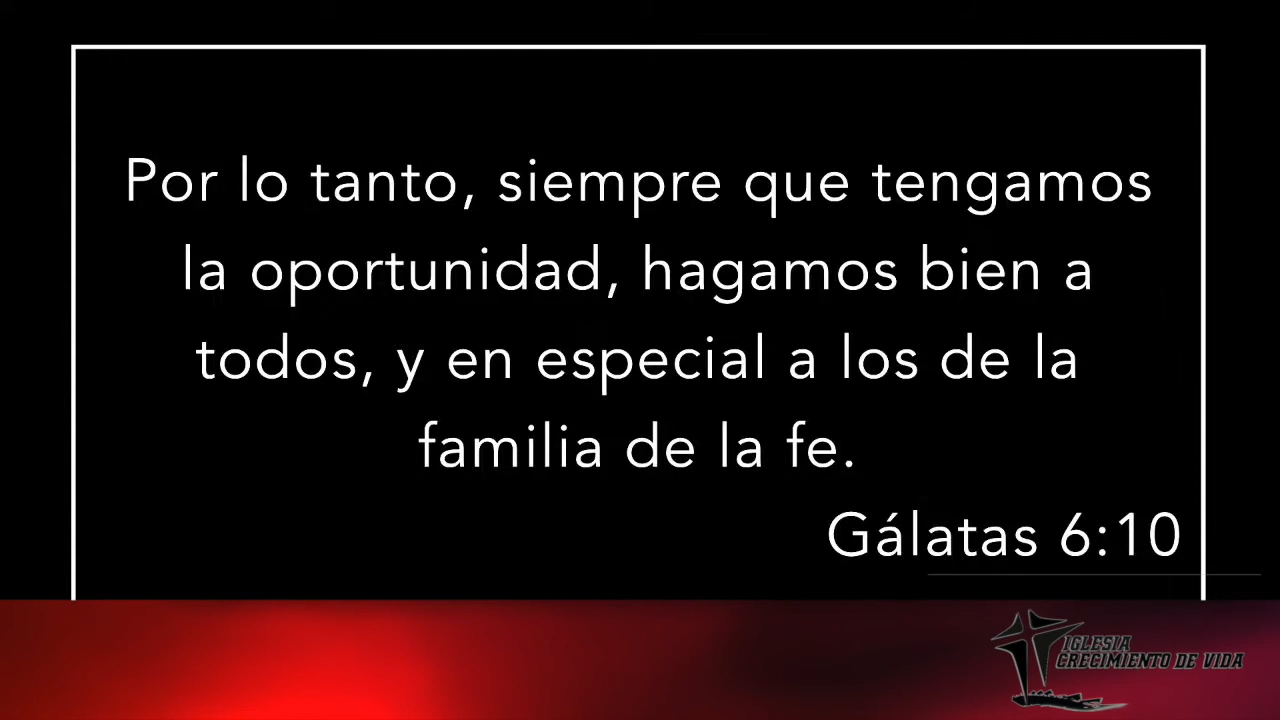 Por lo tanto, siempre que tengamos
la oportunidad, hagamos bien a
todos, y en especial a los de la
familia de la fe.
Gálatas 6:10
IGLESIA
CRECIMIENTO DE VIDA